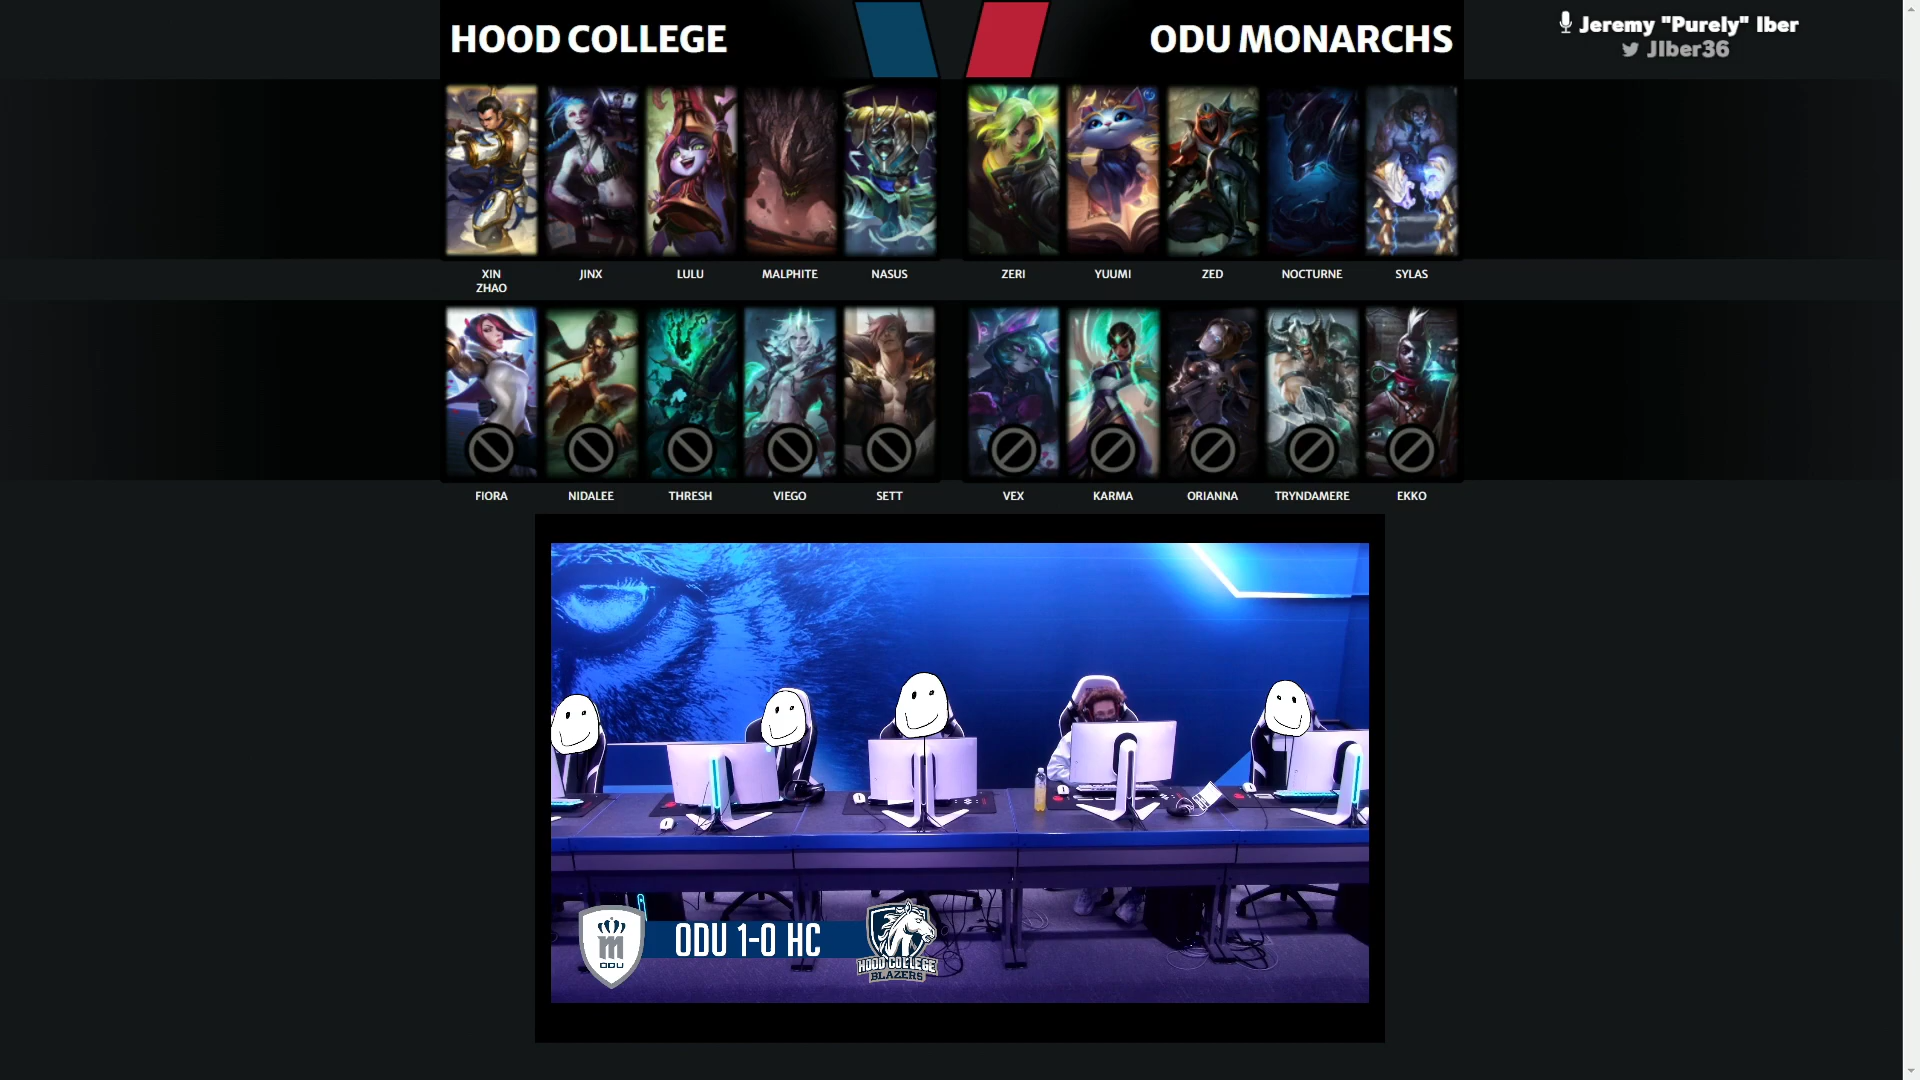 HOOD COLLEGE
ODU MONARCHS
Jeremy "Purely" Iber
JIber36
XIN
ZHAO
JINX
LULU
MALPHITE
NASUS
ZERI
YUUMI
ZED
NOCTURNE
SYLAS
FIORA
NIDALEE
THRESH
VIEGO
SETT
VEX
KARMA
ORIANNA
TRYNDAMERE
EKKO
m
ODU
ODU 1-0 HC
HOOD COLLEGE
BLAZERS